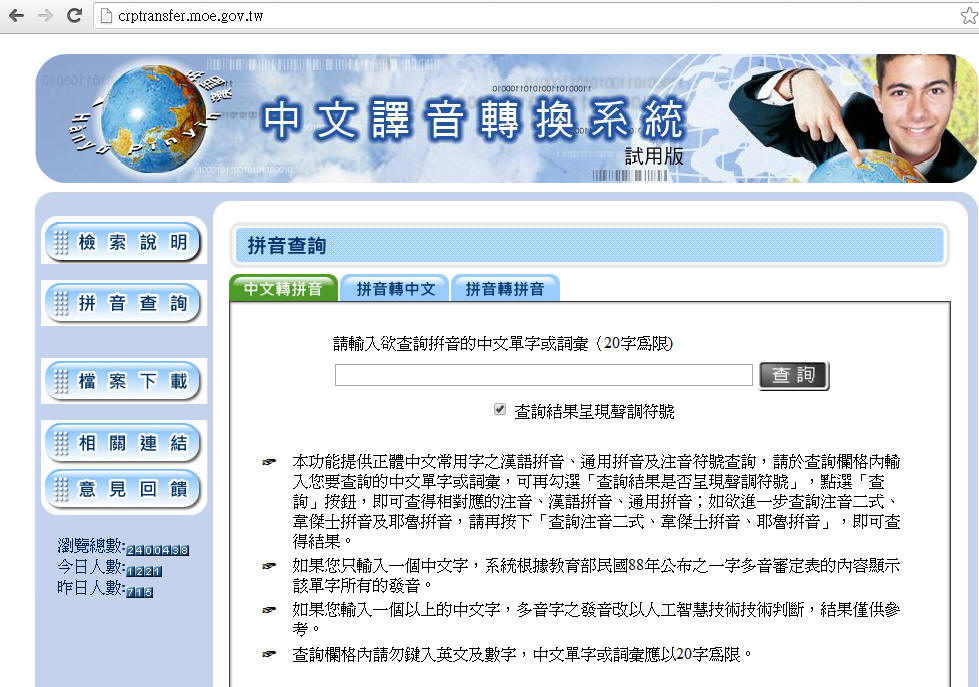 crptransfer.moe.gov.tw
中文譯音轉換系統
試用版
檢索說明
拼音查詢
檔案下載
相關連結
意見回饋
瀏覽總數:2400438
今日人數:1221
昨日人數:715
拼音查詢
中文轉拼音 拼音轉中文 拼音轉拼音
請輸入欲查詢拼音的中文單字或詞彙（20字為限)
查詢
查詢結果呈現聲調符號
本功能提供正體中文常用字之漢語拼音、通用拼音及注音符號查詢，請於查詢欄格內輸
入您要查詢的中文單字或詞彙，可再勾選「查詢結果是否呈現聲調符號」，點選「查
詢」按鈕，即可查得相對應的注音、漢語拼音、通用拼音；如欲進一步查詢注音二式、
韋傑士拼音及耶魯拼音，請再按下「查詢注音二式、韋傑士拼音、耶魯拼音」，即可查
得結果。
如果您只輸入一個中文字，系統根據教育部民國88年公布之一字多音審定表的內容顯示
該單字所有的發音。
如果您輸入一個以上的中文字，多音字之發音改以人工智慧技術技術判斷，結果僅供參
考。
查詢欄格內請勿鍵入英文及數字，中文單字或詞彙應以20字為限。